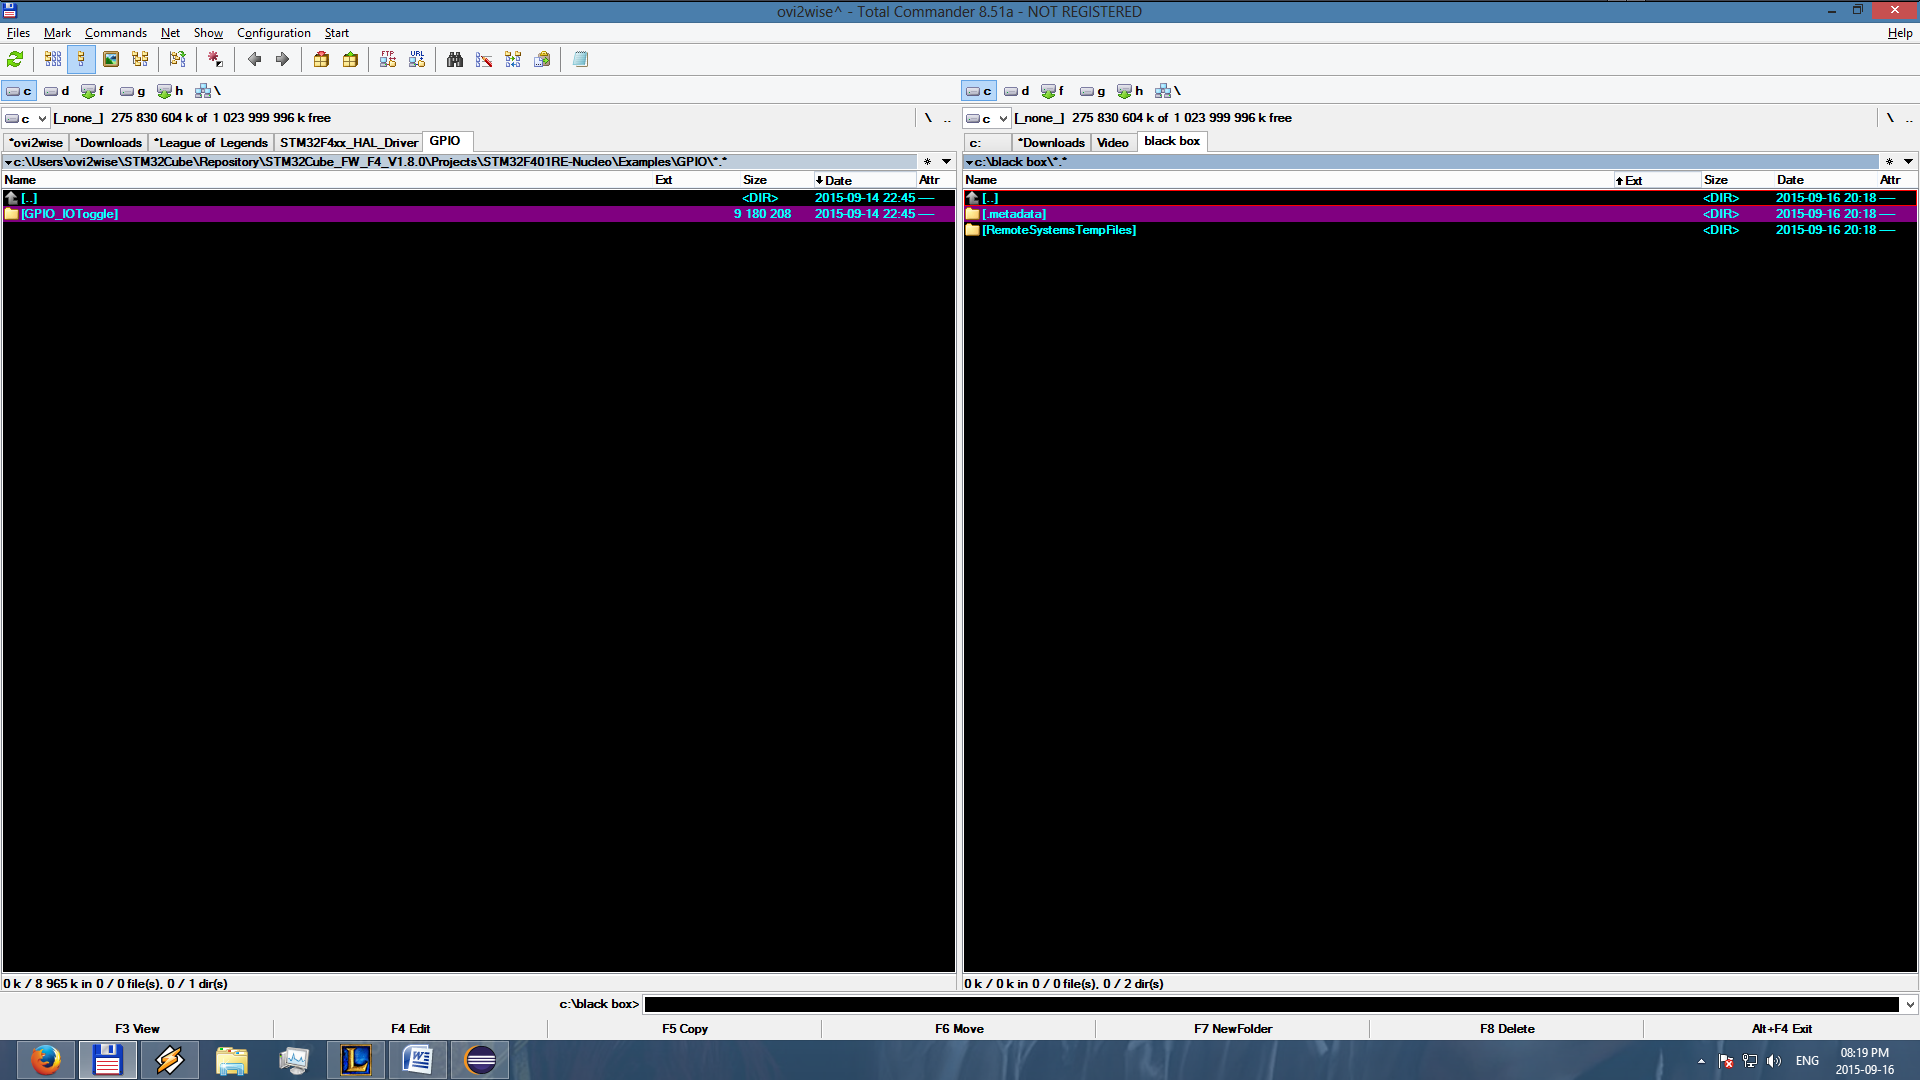 ovi2wise^ - Total Commander 8.51a - NOT REGISTERED
Files Mark Commands Net Show Configuration Start Help
FTP URL
c d f g h \ c d f g h \
c [_none_] 275 830 604 k of 1 023 999 996 k free \ .. c [_none_] 275 830 604 k of 1 023 999 996 k free \ ..
*ovi2wise *Downloads *League of Legends STM32F4xx_HAL_Driver GPIO c: *Downloads Video black box
c:\Users\ovi2wise\STM32Cube\Repository\STM32Cube_FW_F4_V1.8.0\Projects\STM32F401RE-Nucleo\Examples\GPIO\*.* * c:\black box\*.* *
Name Ext Size Date Attr Name Ext Size Date Attr
[..] <DIR> 2015-09-14 22:45 ---- [..] <DIR> 2015-09-16 20:18 ----
[GPIO_IOToggle] 9 180 208 2015-09-14 22:45 ---- [.metadata] <DIR> 2015-09-16 20:18 ----
[RemoteSystemsTempFiles] <DIR> 2015-09-16 20:18 ----
0 k / 8 965 k in 0 / 0 file(s), 0 / 1 dir(s) 0 k / 0 k in 0 / 0 file(s), 0 / 2 dir(s)
c:\black box>
F3 View F4 Edit F5 Copy F6 Move F7 NewFolder F8 Delete Alt+F4 Exit
ENG 08:19 PM
2015-09-16